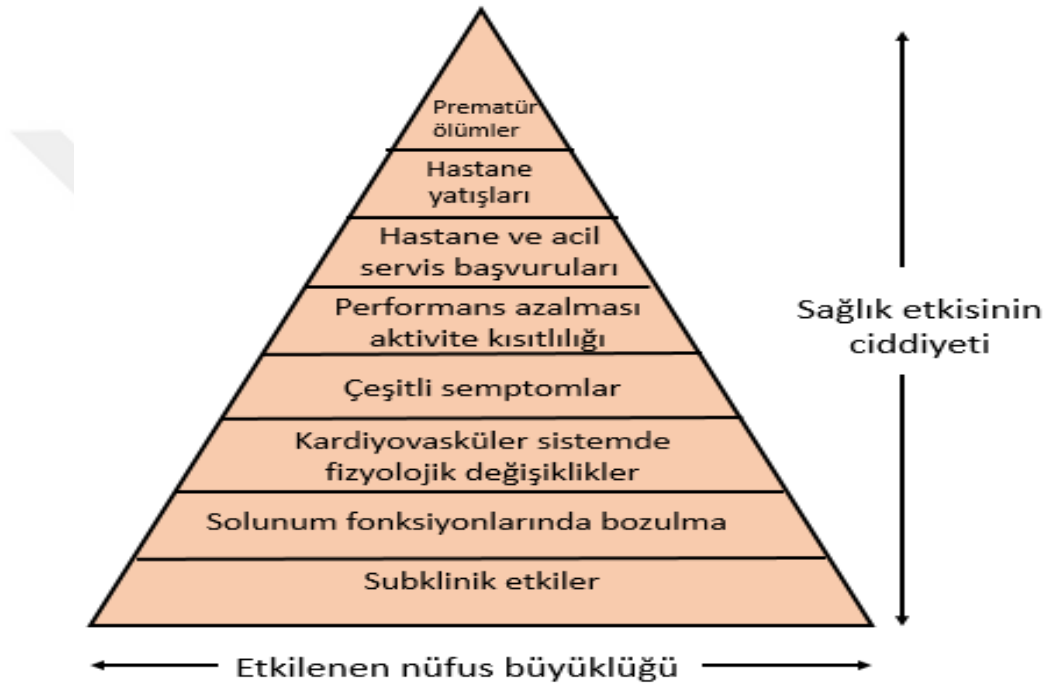 Prematür
ölümler
Hastane
yatışları
Hastane ve acil
servis başvuruları
Performans azalması
aktivite kısıtlılığı
Çeşitli semptomlar
Kardiyovasküler sistemde
fizyolojik değişiklikler
Solunum fonksiyonlarında bozulma
Subklinik etkiler
Sağlık etkisinin
ciddiyeti
Etkilenen nüfus büyüklüğü